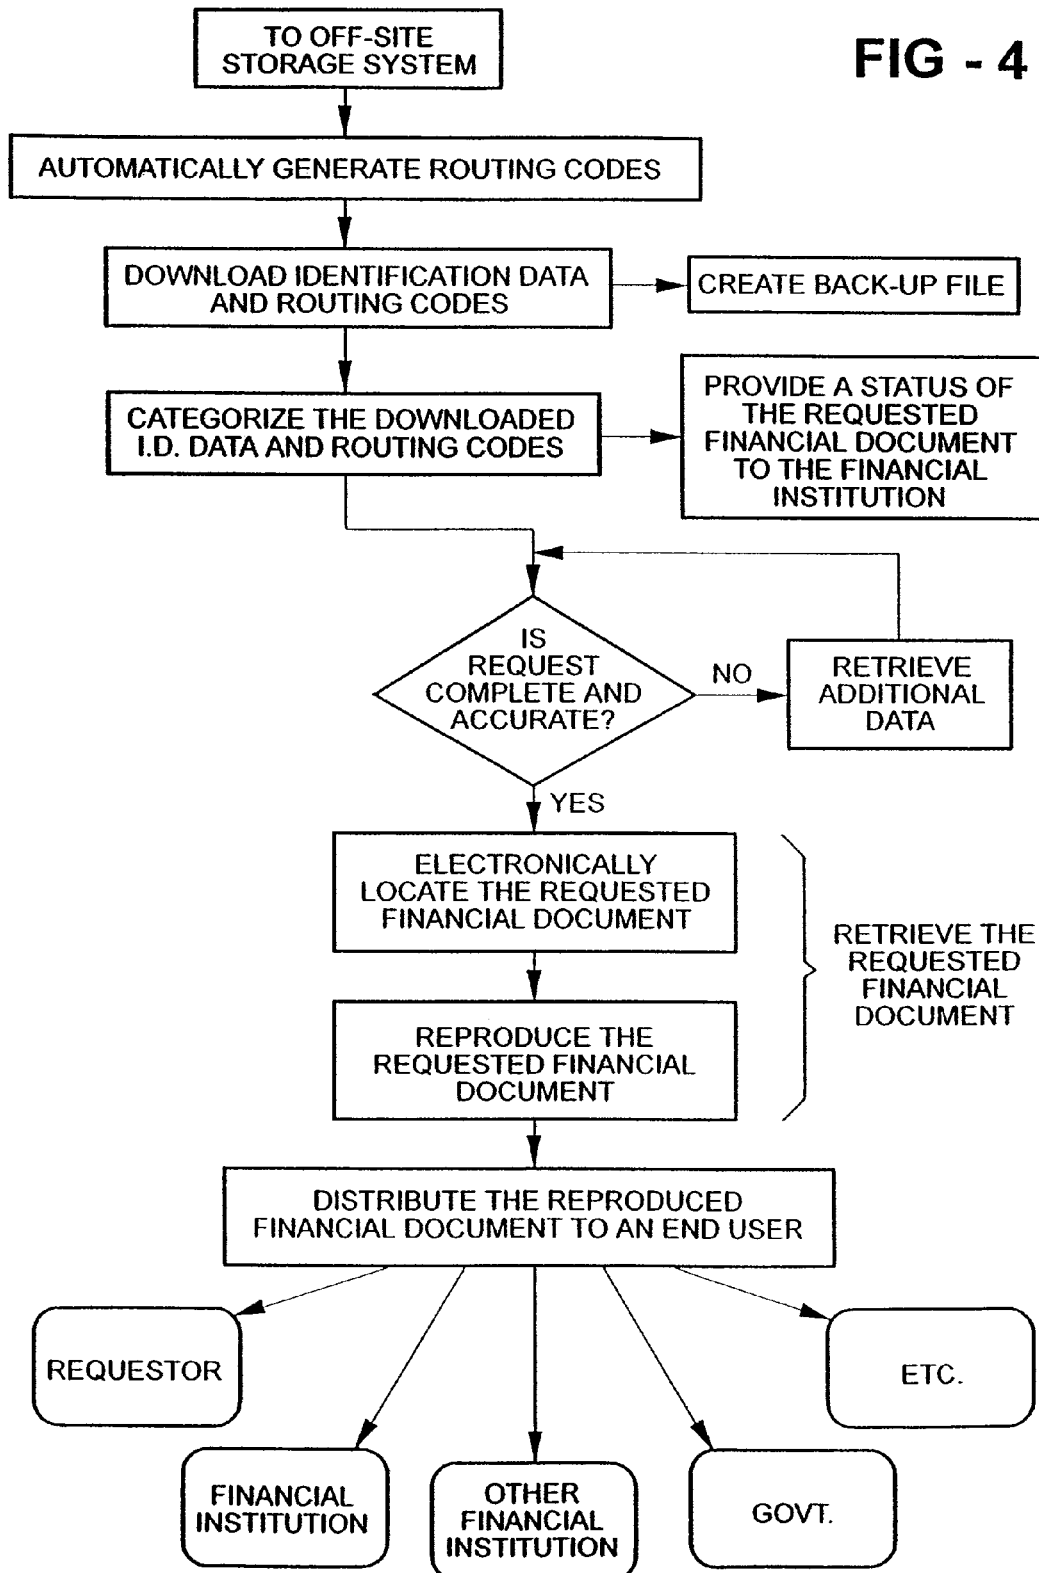 TO OFF-SITE
STORAGE SYSTEM
FIG - 4
AUTOMATICALLY GENERATE ROUTING CODES
DOWNLOAD IDENTIFICATION DATA
AND ROUTING CODES
CREATE BACK-UP FILE
CATEGORIZE THE DOWNLOADED
I.D. DATA AND ROUTING CODES
PROVIDE A STATUS OF
THE REQUESTED
FINANCIAL DOCUMENT
TO THE FINANCIAL
INSTITUTION
IS
REQUEST
COMPLETE AND
ACCURATE?
NO
RETRIEVE
ADDITIONAL
DATA
YES
ELECTRONICALLY
LOCATE THE REQUESTED
FINANCIAL DOCUMENT
REPRODUCE THE
REQUESTED FINANCIAL
DOCUMENT
RETRIEVE THE
REQUESTED
FINANCIAL
DOCUMENT
DISTRIBUTE THE REPRODUCED
FINANCIAL DOCUMENT TO AN END USER
REQUESTOR
FINANCIAL
INSTITUTION
OTHER
FINANCIAL
INSTITUTION
GOVT.
ETC.